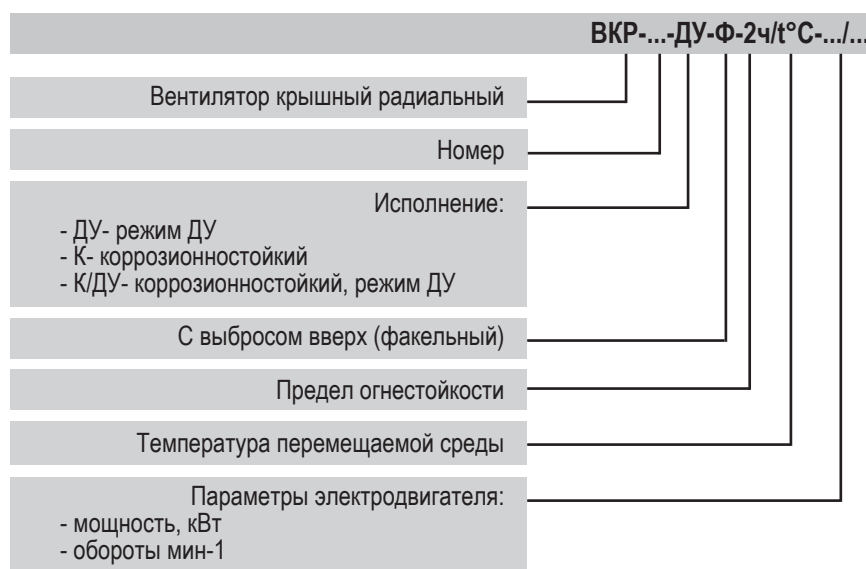 ВКР-...-ДУ-Ф-2ч/t°С-.../...
Вентилятор крышный радиальный
Номер
Исполнение:
- ДУ- режим ДУ
- К- коррозионностойкий
- К/ДУ- коррозионностойкий, режим ДУ
С выбросом вверх (факельный)
Предел огнестойкости
Температура перемещаемой среды
Параметры электродвигателя:
- мощность, кВт
- обороты мин-1